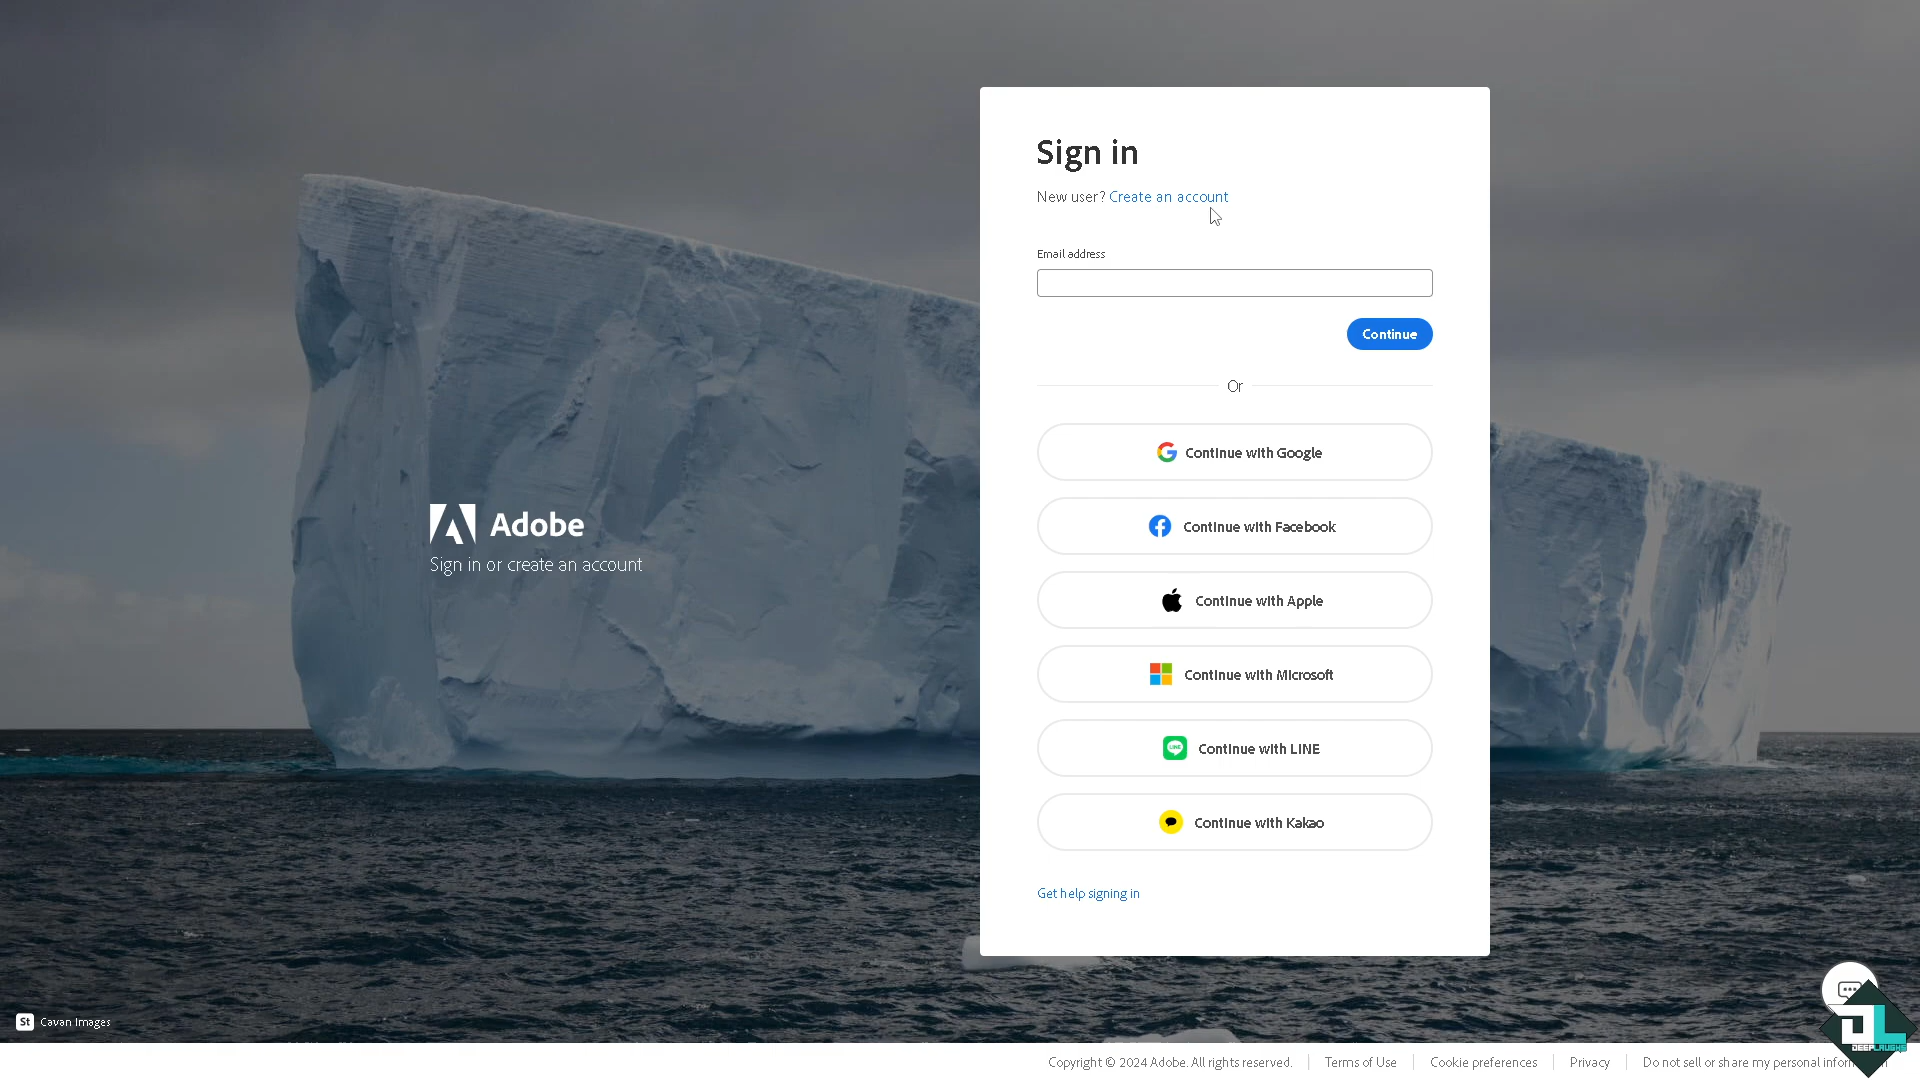 Sign in
New user? Create an account
Email address
Continue
Or
Continue with Google
Continue with Facebook
Continue with Apple
Continue with Microsoft
LINE
Continue with LINE
Continue with Kakao
Get help signing in
Adobe
Sign in or create an account
St Cavan Images
Copyright © 2024 Adobe. All rights reserved. Terms of Use Cookie preferences Privacy Do not sell or share my personal
DEEPLAUGHS